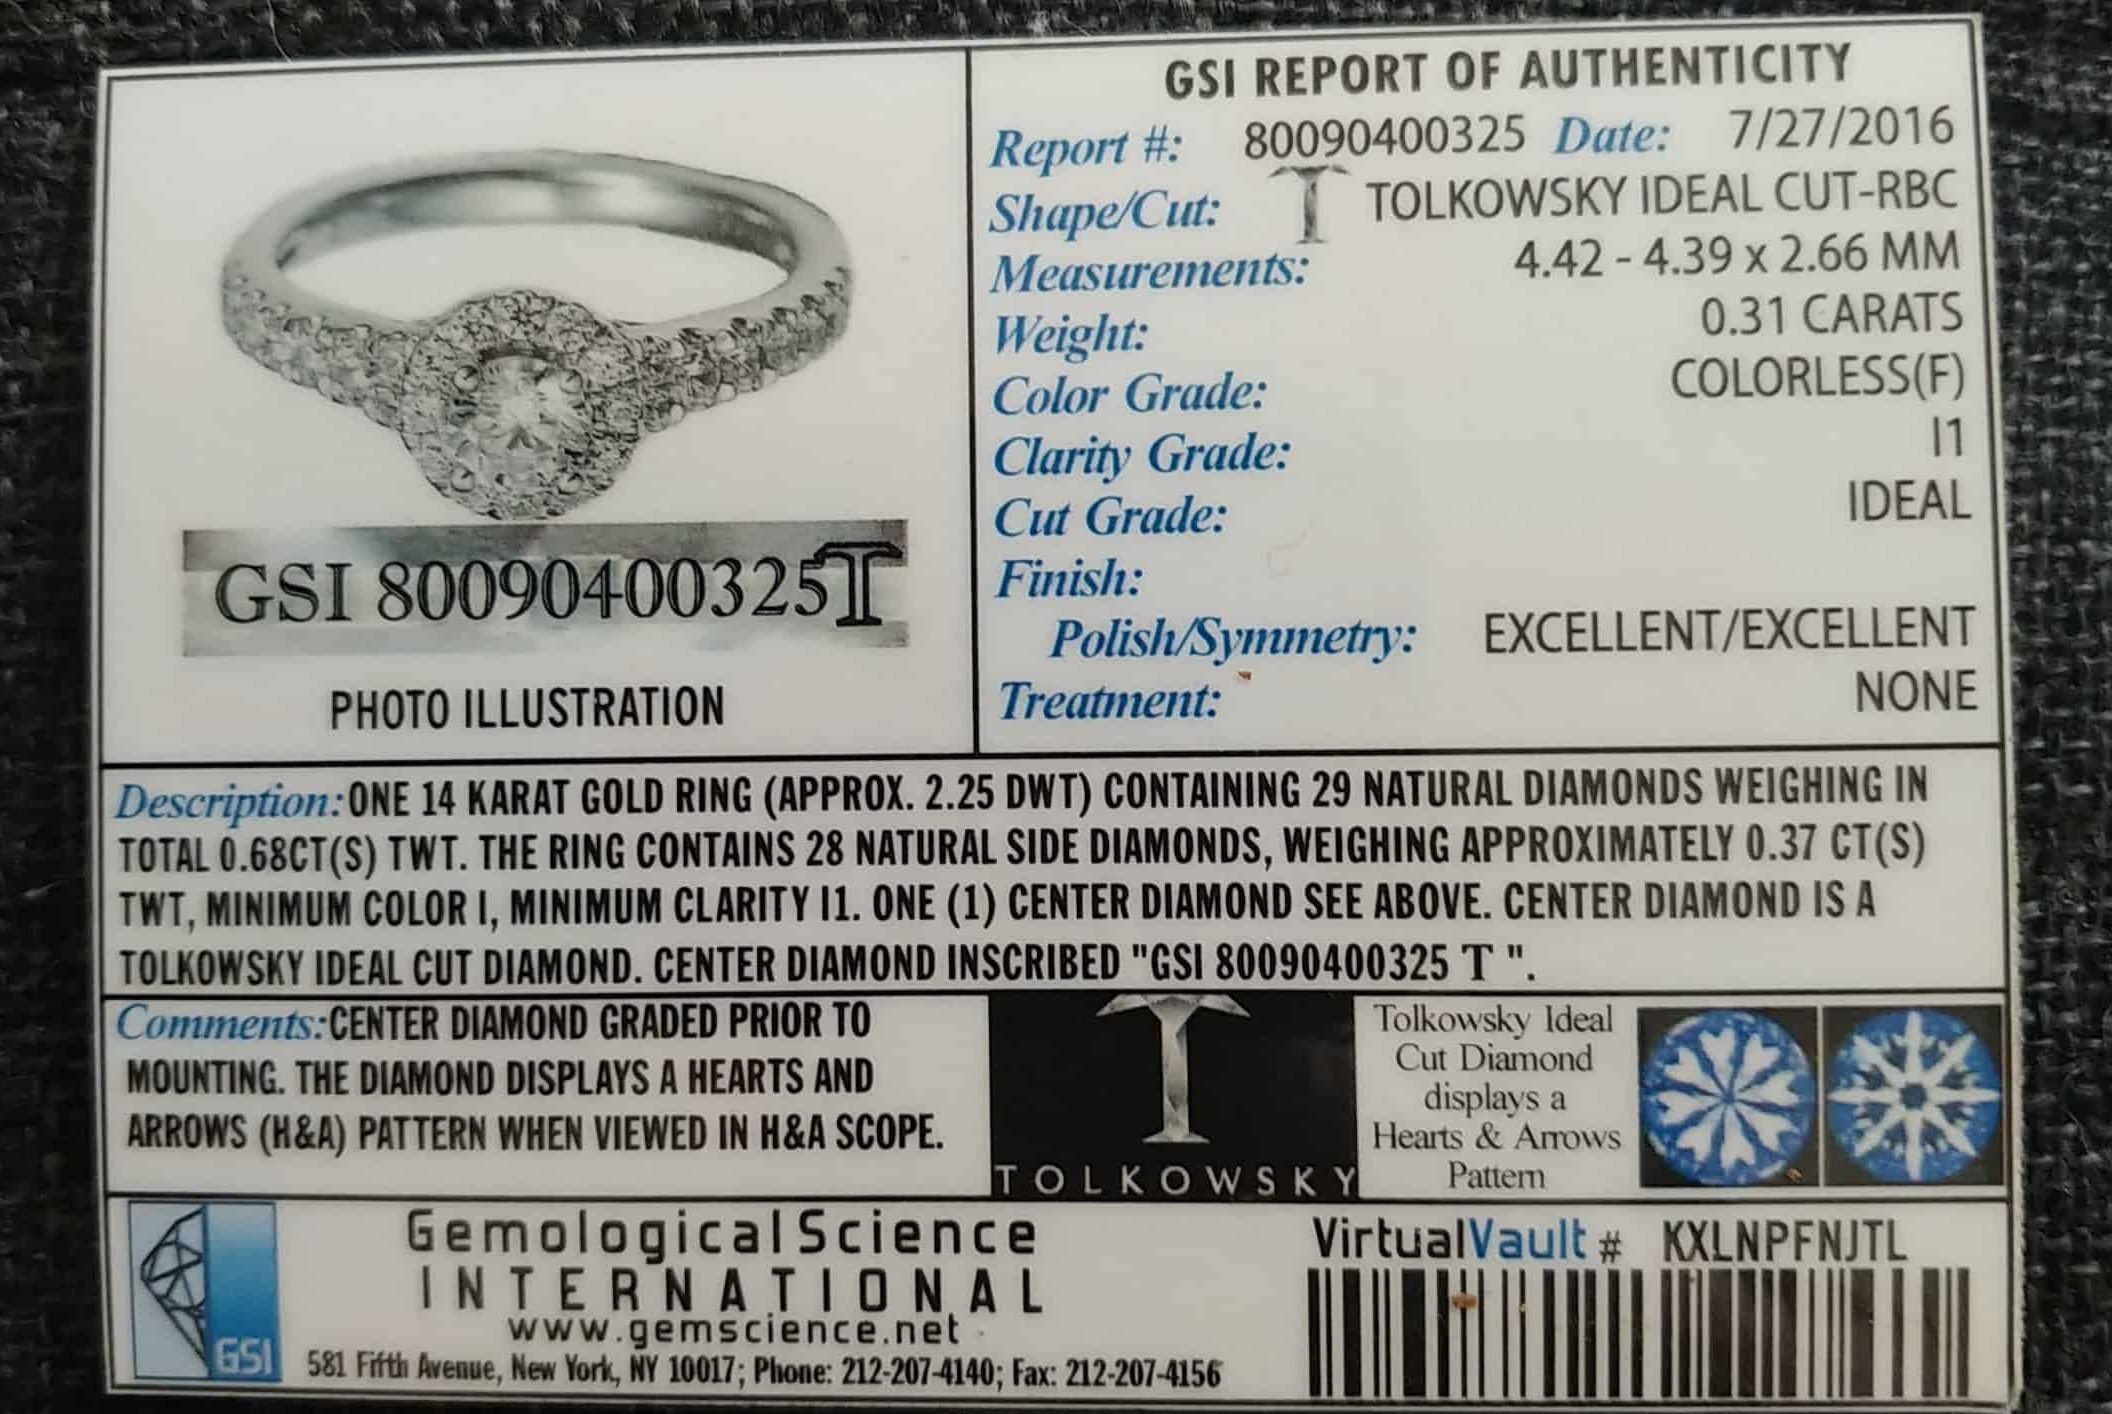 GSI REPORT OF AUTHENTICITY
Report #: 80090400325 Date: 7/27/2016
Shape/Cut: T TOLKOWSKY IDEAL CUT-RBC
Measurements: 4.42 - 4.39 x 2.66 MM
Weight: 0.31 CARATS
Color Grade: COLORLESS(F)
Clarity Grade: I1
Cut Grade: IDEAL
Finish:
Polish/Symmetry: EXCELLENT/EXCELLENT
Treatment: NONE
GSI 80090400325T
PHOTO ILLUSTRATION
Description: ONE 14 KARAT GOLD RING (APPROX. 2.25 DWT) CONTAINING 29 NATURAL DIAMONDS WEIGHING IN
TOTAL 0.68CT(S) TWT. THE RING CONTAINS 28 NATURAL SIDE DIAMONDS, WEIGHING APPROXIMATELY 0.37 CT(S)
TWT, MINIMUM COLOR I, MINIMUM CLARITY I1. ONE (1) CENTER DIAMOND SEE ABOVE. CENTER DIAMOND IS A
TOLKOWSKY IDEAL CUT DIAMOND. CENTER DIAMOND INSCRIBED "GSI 80090400325 T ".
Comments: CENTER DIAMOND GRADED PRIOR TO
MOUNTING. THE DIAMOND DISPLAYS A HEARTS AND
ARROWS (H&A) PATTERN WHEN VIEWED IN H&A SCOPE.
T
TOLKOWSKY
Tolkowsky Ideal
Cut Diamond
displays a
Hearts & Arrows
Pattern
GSI
GemologicalScience
INTERNATIONAL
www.gemscience.net
581 Fifth Avenue, New York, NY 10017; Phone: 212-207-4140; Fax: 212-207-4156
VirtualVault # KXLNPFNJTL